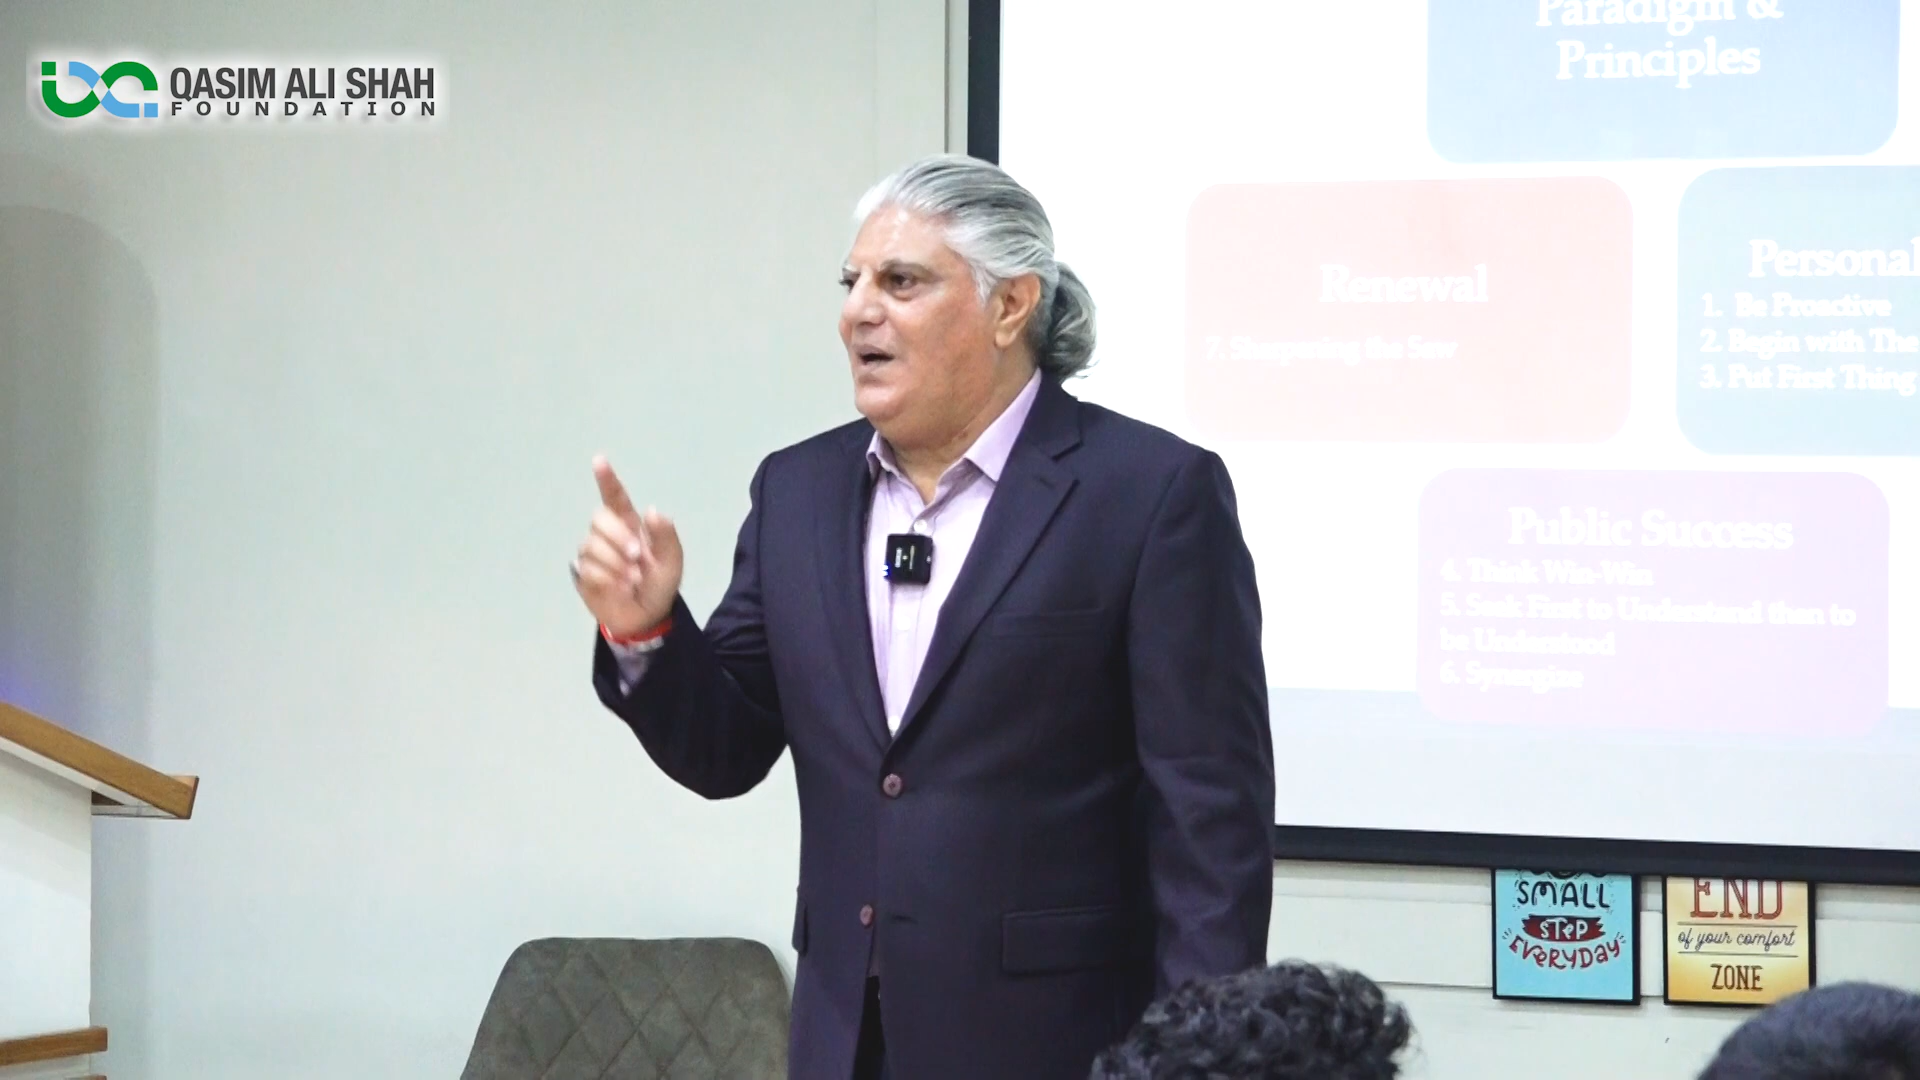 QASIM ALI SHAH
FOUNDATION
Paradigm &
Principles
Renewal
7. Sharpening the Saw
Personal
1. Be Proactive
2. Begin with The
3. Put First Thing
Public Success
4. Think Win-Win
5. Seek First to Understand then to
be Understood
6. Synergize
SMALL
STEP
EVERYDAY
END
of your comfort
ZONE